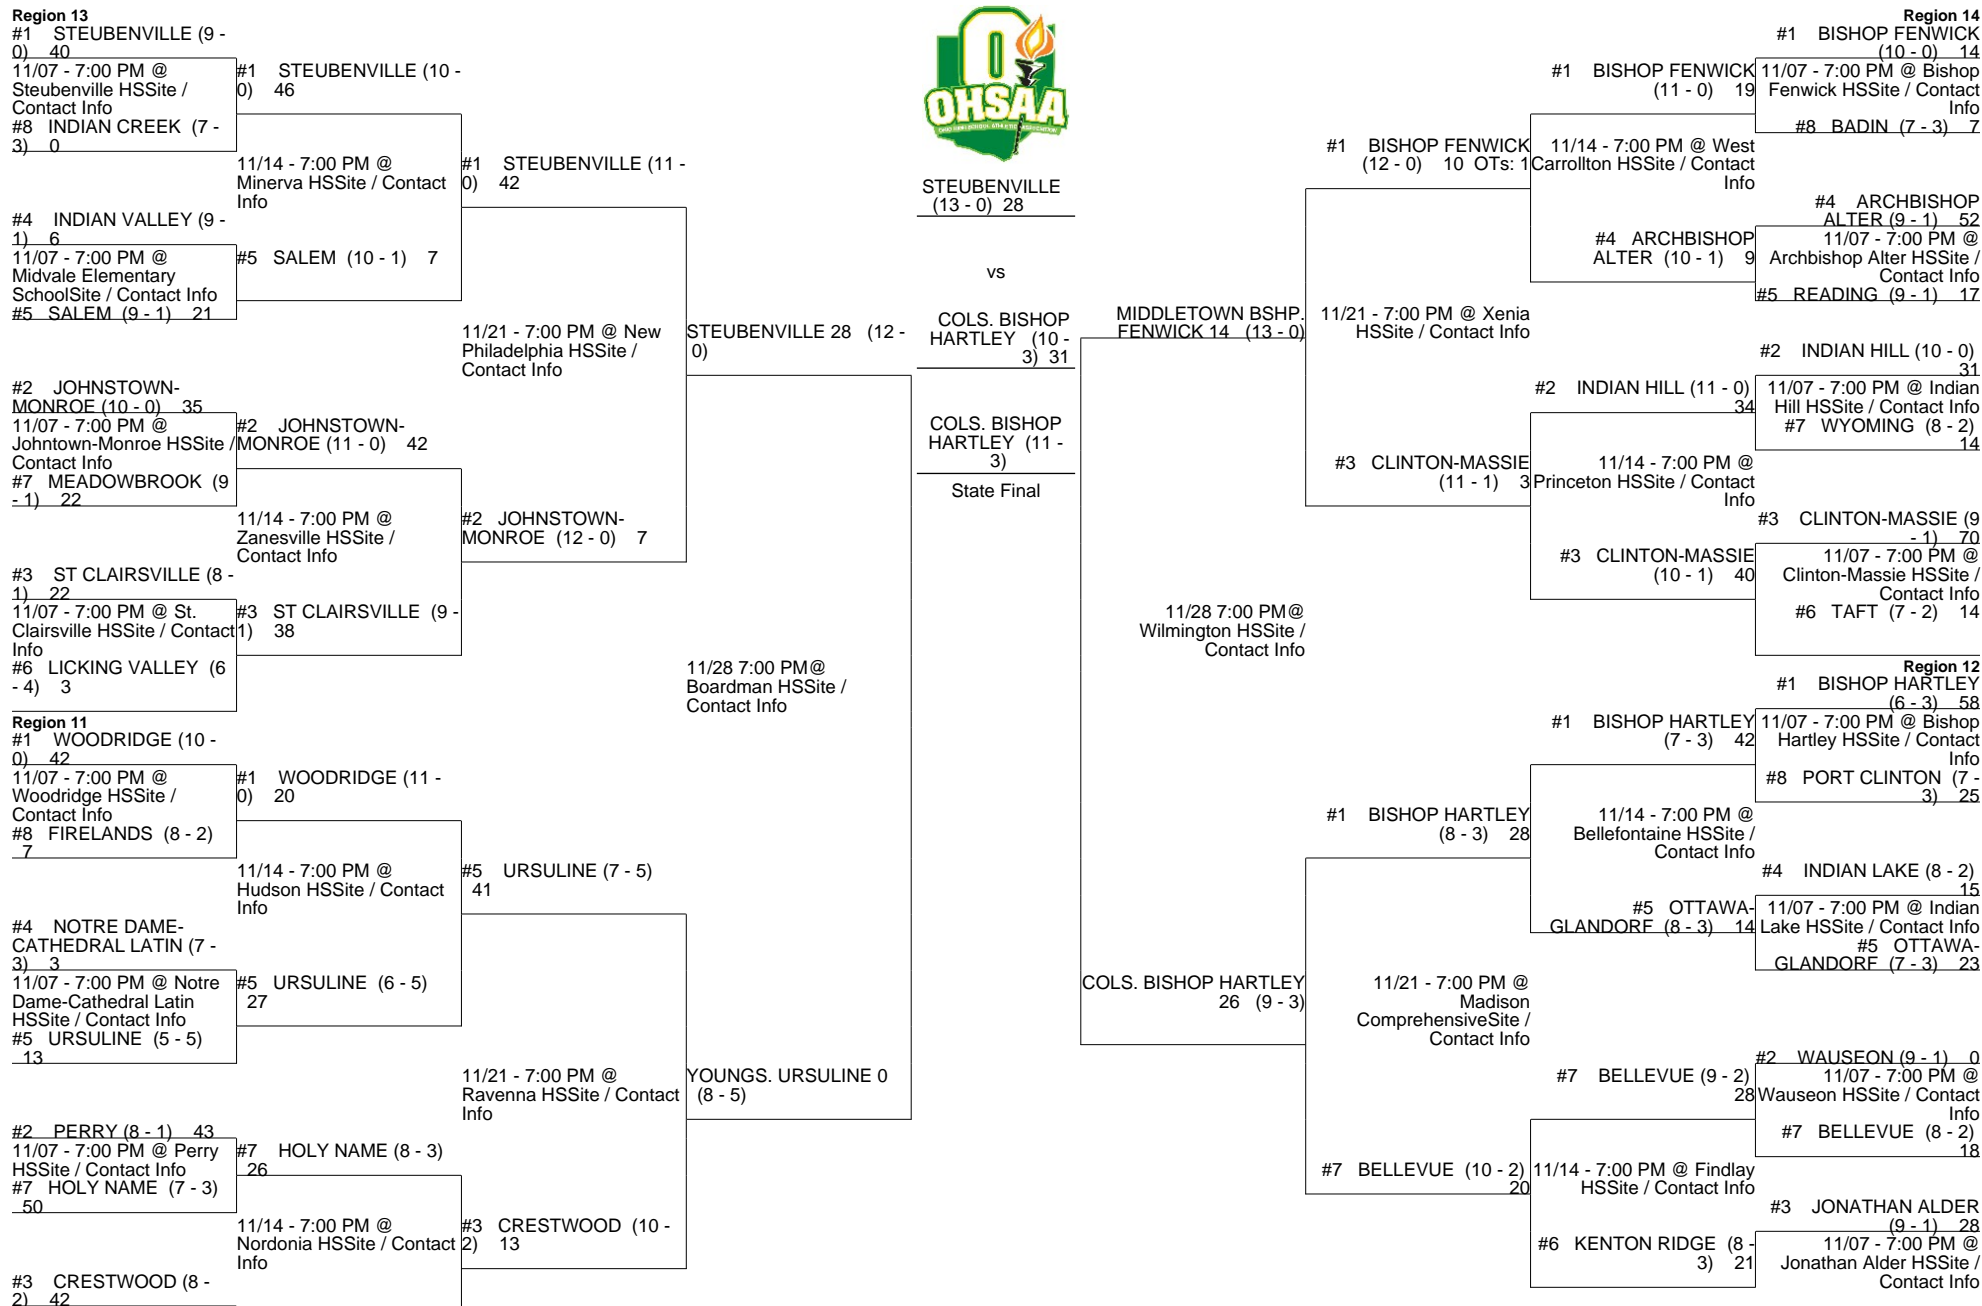 Region 13
#1 STEUBENVILLE (9 -
0) 40
11/07 - 7:00 PM @
Steubenville HSSite /
Contact Info
#8 INDIAN CREEK (7 -
3) 0
#4 INDIAN VALLEY (9 -
1) 6
11/07 - 7:00 PM @
Midvale Elementary
SchoolSite / Contact Info
#5 SALEM (9 - 1) 21
#2 JOHNSTOWN-
MONROE (10 - 0) 35
11/07 - 7:00 PM @
Johntown-Monroe HSSite /
Contact Info
#7 MEADOWBROOK (9
- 1) 22
#3 ST CLAIRSVILLE (8 -
1) 22
11/07 - 7:00 PM @ St.
Clairsville HSSite / Contact
Info
#6 LICKING VALLEY (6
- 4) 3
Region 11
#1 WOODRIDGE (10 -
0) 42
11/07 - 7:00 PM @
Woodridge HSSite /
Contact Info
#8 FIRELANDS (8 - 2)
7
#4 NOTRE DAME-
CATHEDRAL LATIN (7 -
3) 3
11/07 - 7:00 PM @ Notre
Dame-Cathedral Latin
HSSite / Contact Info
#5 URSULINE (5 - 5)
13
#2 PERRY (8 - 1) 43
11/07 - 7:00 PM @ Perry
HSSite / Contact Info
#7 HOLY NAME (7 - 3)
50
#3 CRESTWOOD (8 -
2) 42
#1 STEUBENVILLE (10 -
0) 46
11/14 - 7:00 PM @
Minerva HSSite / Contact
Info
#5 SALEM (10 - 1) 7
#2 JOHNSTOWN-
MONROE (11 - 0) 42
11/14 - 7:00 PM @
Zanesville HSSite /
Contact Info
#3 ST CLAIRSVILLE (9 -
1) 38
#1 WOODRIDGE (11 -
0) 20
11/14 - 7:00 PM @
Hudson HSSite / Contact
Info
#5 URSULINE (6 - 5)
27
#7 HOLY NAME (8 - 3)
26
11/14 - 7:00 PM @
Nordonia HSSite / Contact
Info
#1 STEUBENVILLE (11 -
0) 42
11/21 - 7:00 PM @ New
Philadelphia HSSite /
Contact Info
#2 JOHNSTOWN-
MONROE (12 - 0) 7
#5 URSULINE (7 - 5)
41
11/21 - 7:00 PM @
Ravenna HSSite / Contact
Info
#3 CRESTWOOD (10 -
2) 13
STEUBENVILLE 28 (12 -
0)
11/28 7:00 PM@
Boardman HSSite /
Contact Info
YOUNGS. URSULINE 0
(8 - 5)
OHSAA
STEUBENVILLE
(13 - 0) 28
vs
COLS. BISHOP
HARTLEY (10 -
3) 31
COLS. BISHOP
HARTLEY (11 -
3)
State Final
MIDDLETOWN BSHP.
FENWICK 14 (13 - 0)
11/28 7:00 PM@
Wilmington HSSite /
Contact Info
COLS. BISHOP HARTLEY
26 (9 - 3)
#1 BISHOP FENWICK
(12 - 0) 10 OTs: 1
11/21 - 7:00 PM @ Xenia
HSSite / Contact Info
#3 CLINTON-MASSIE
(11 - 1) 3
#1 BISHOP HARTLEY
(8 - 3) 28
11/21 - 7:00 PM @
Madison
ComprehensiveSite /
Contact Info
#7 BELLEVUE (10 - 2)
20
#1 BISHOP FENWICK
(11 - 0) 19
11/14 - 7:00 PM @ West
Carrollton HSSite / Contact
Info
#4 ARCHBISHOP
ALTER (10 - 1) 9
#2 INDIAN HILL (11 - 0)
34
11/14 - 7:00 PM @
Princeton HSSite / Contact
Info
#3 CLINTON-MASSIE
(10 - 1) 40
#1 BISHOP HARTLEY
(7 - 3) 42
11/14 - 7:00 PM @
Bellefontaine HSSite /
Contact Info
#5 OTTAWA-
GLANDORF (8 - 3) 14
#7 BELLEVUE (9 - 2)
28
11/14 - 7:00 PM @ Findlay
HSSite / Contact Info
#6 KENTON RIDGE (8 -
3) 21
Region 14
#1 BISHOP FENWICK
(10 - 0) 14
11/07 - 7:00 PM @ Bishop
Fenwick HSSite / Contact
Info
#8 BADIN (7 - 3) 7
#4 ARCHBISHOP
ALTER (9 - 1) 52
11/07 - 7:00 PM @
Archbishop Alter HSSite /
Contact Info
#5 READING (9 - 1) 17
#2 INDIAN HILL (10 - 0)
31
11/07 - 7:00 PM @ Indian
Hill HSSite / Contact Info
#7 WYOMING (8 - 2)
14
#3 CLINTON-MASSIE (9
- 1) 70
11/07 - 7:00 PM @
Clinton-Massie HSSite /
Contact Info
#6 TAFT (7 - 2) 14
Region 12
#1 BISHOP HARTLEY
(6 - 3) 58
11/07 - 7:00 PM @ Bishop
Hartley HSSite / Contact
Info
#8 PORT CLINTON (7 -
3) 25
#4 INDIAN LAKE (8 - 2)
15
11/07 - 7:00 PM @ Indian
Lake HSSite / Contact Info
#5 OTTAWA-
GLANDORF (7 - 3) 23
#2 WAUSEON (9 - 1) 0
11/07 - 7:00 PM @
Wauseon HSSite / Contact
Info
#7 BELLEVUE (8 - 2)
18
#3 JONATHAN ALDER
(9 - 1) 28
11/07 - 7:00 PM @
Jonathan Alder HSSite /
Contact Info